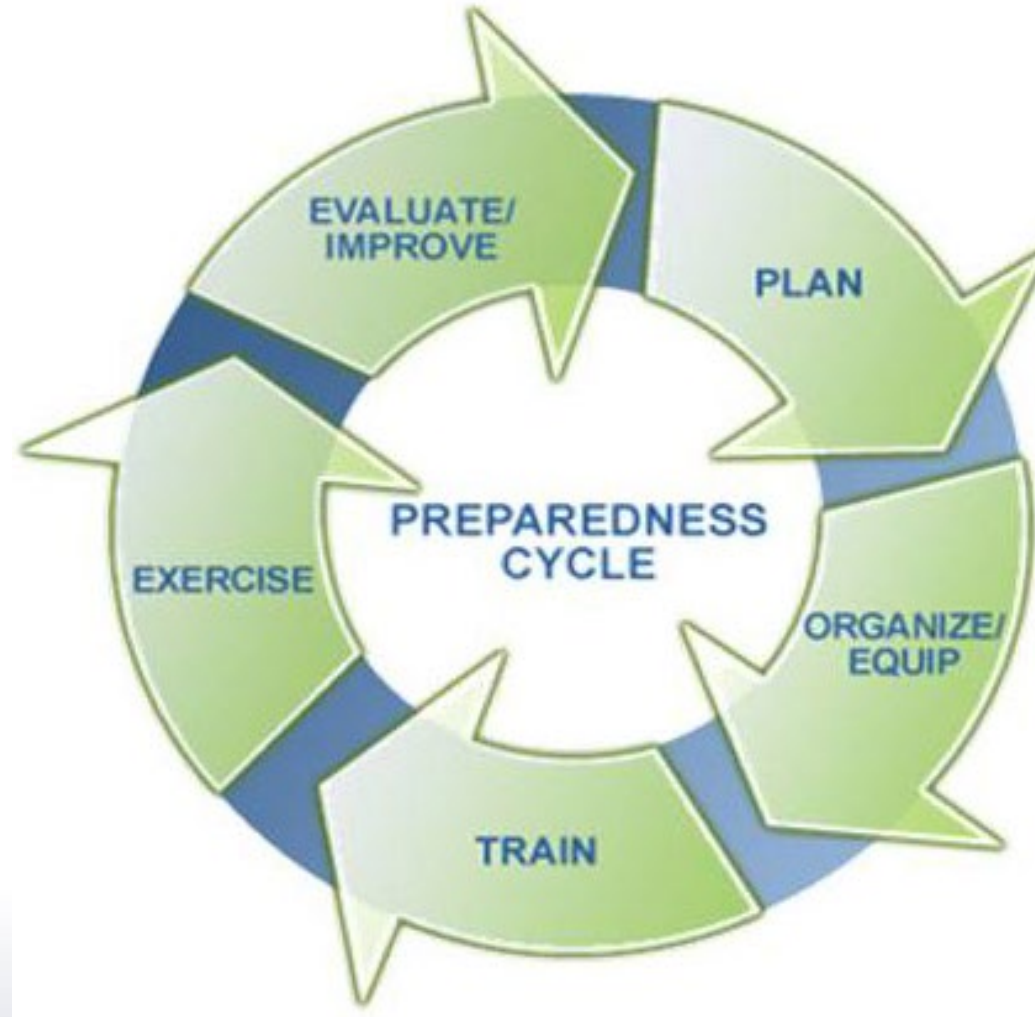 EVALUATE/
IMPROVE
PLAN
PREPAREDNESS
CYCLE
EXERCISE
ORGANIZE/
EQUIP
TRAIN